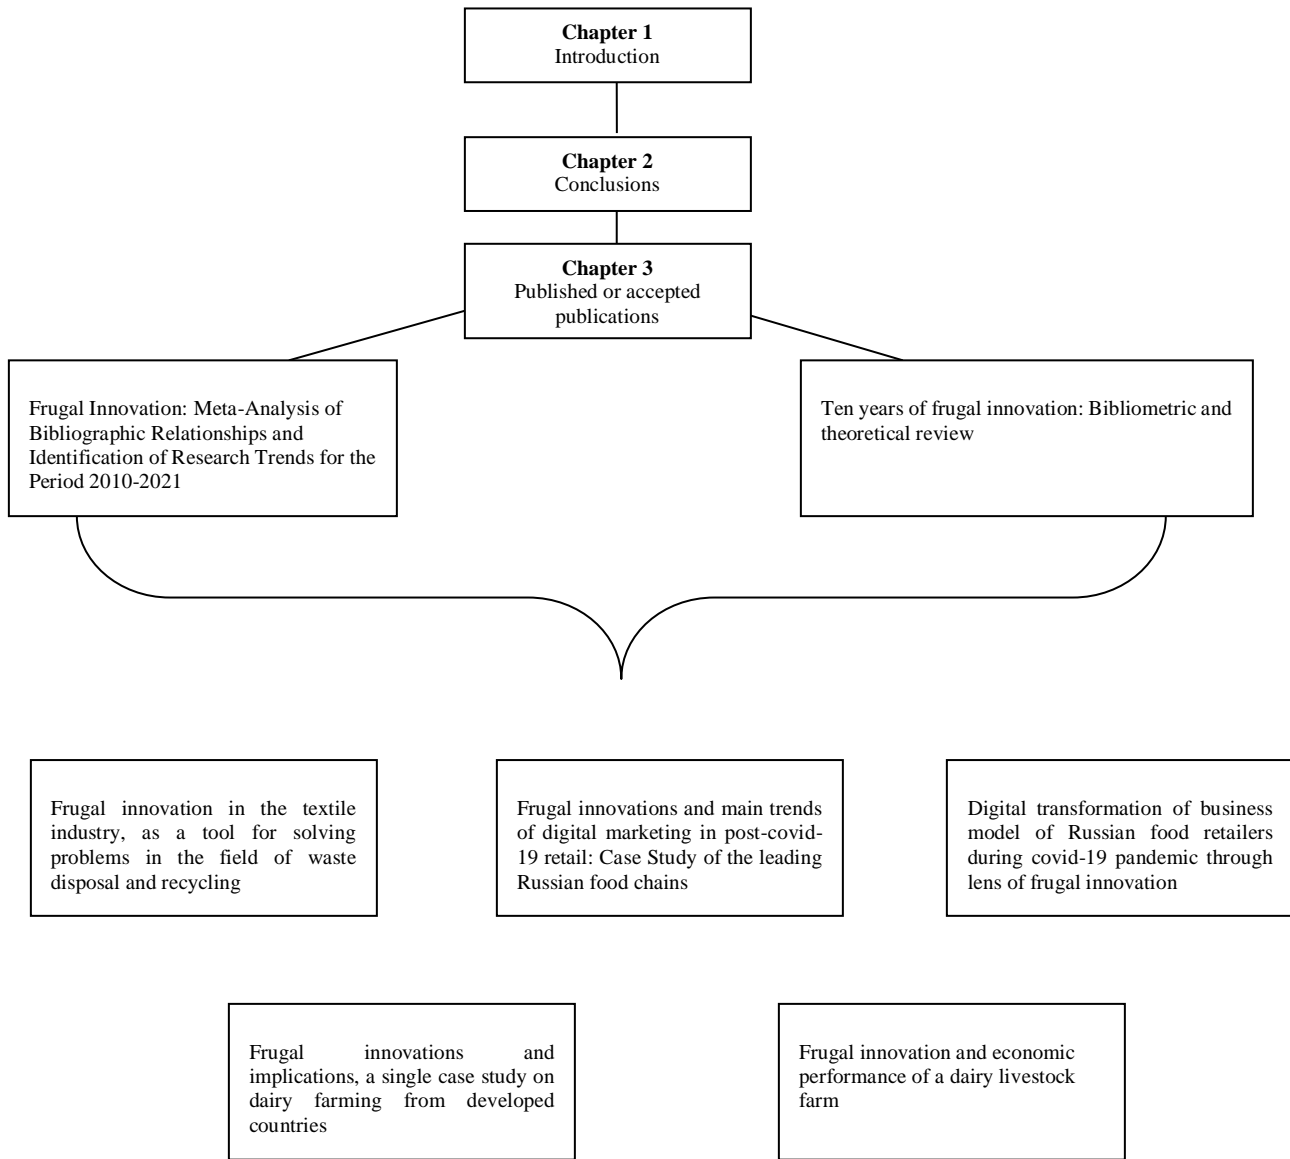 Chapter 1
Introduction
Chapter 2
Conclusions
Chapter 3
Published or accepted
publications
Frugal Innovation: Meta-Analysis of
Bibliographic Relationships and
Identification of Research Trends for the
Period 2010-2021
Ten years of frugal innovation: Bibliometric and
theoretical review
Frugal innovation in the textile
industry, as a tool for solving
problems in the field of waste
disposal and recycling
Frugal innovations and main trends
of digital marketing in post-covid-
19 retail: Case Study of the leading
Russian food chains
Digital transformation of business
model of Russian food retailers
during covid-19 pandemic through
lens of frugal innovation
Frugal innovations and
implications, a single case study on
dairy farming from developed
countries
Frugal innovation and economic
performance of a dairy livestock
farm